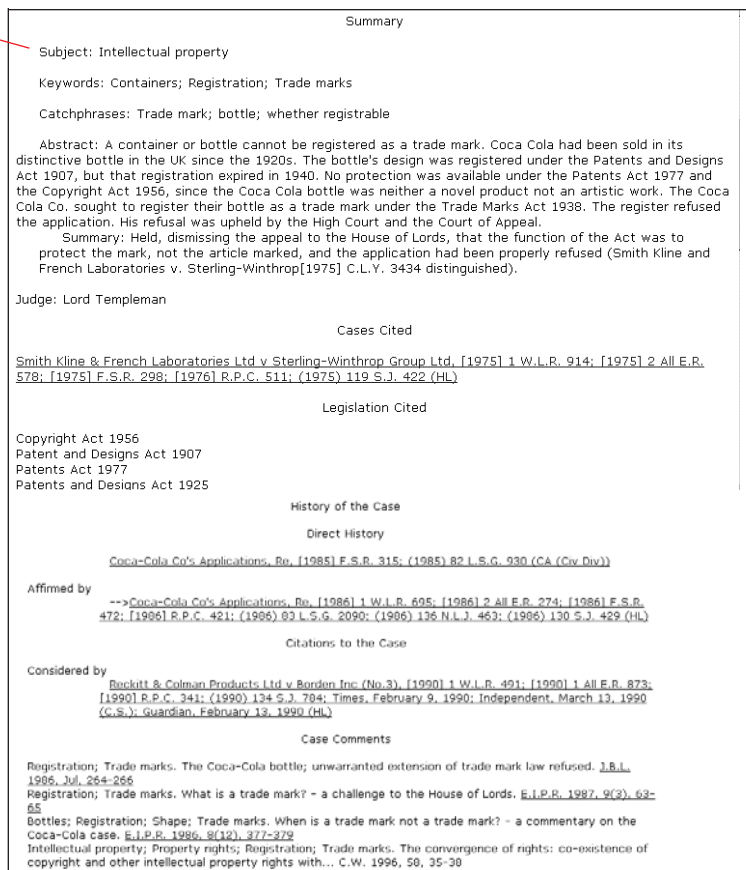 Summary
Subject: Intellectual property
Keywords: Containers; Registration; Trade marks
Catchphrases: Trade mark; bottle; whether registrable
Abstract: A container or bottle cannot be registered as a trade mark. Coca Cola had been sold in its
distinctive bottle in the UK since the 1920s. The bottle's design was registered under the Patents and Designs
Act 1907, but that registration expired in 1940. No protection was available under the Patents Act 1977 and
the Copyright Act 1956, since the Coca Cola bottle was neither a novel product not an artistic work. The Coca
Cola Co. sought to register their bottle as a trade mark under the Trade Marks Act 1938. The register refused
the application. His refusal was upheld by the High Court and the Court of Appeal.
Summary: Held, dismissing the appeal to the House of Lords, that the function of the Act was to
protect the mark, not the article marked, and the application had been properly refused (Smith Kline and
French Laboratories v. Sterling-Winthrop[1975] C.L.Y. 3434 distinguished).
Judge: Lord Templeman
Cases Cited
Smith Kline & French Laboratories Ltd v Sterling-Winthrop Group Ltd, [1975] 1 W.L.R. 914; [1975] 2 All E.R.
578; [1975] F.S.R. 298; [1976] R.P.C. 511; (1975) 119 S.J. 422 (HL)
Legislation Cited
Copyright Act 1956
Patent and Designs Act 1907
Patents Act 1977
Patents and Designs Act 1925
History of the Case
Direct History
Coca-Cola Co's Applications, Re, [1985] F.S.R. 315; (1985) 82 L.S.G. 930 (CA (Civ Div))
Affirmed by
-->Coca-Cola Co's Applications, Re, [1986] 1 W.L.R. 695; [1986] 2 All E.R. 274; [1986] F.S.R.
472; [1986] R.P.C. 421; (1986) 83 L.S.G. 2090; (1986) 136 N.L.J. 463; (1986) 130 S.J. 429 (HL)
Citations to the Case
Considered by
Reckitt & Colman Products Ltd v Borden Inc (No.3), [1990] 1 W.L.R. 491; [1990] 1 All E.R. 873;
[1990] R.P.C. 341; (1990) 134 S.J. 784; Times, February 9, 1990; Independent, March 13, 1990
(C.S.); Guardian, February 13, 1990 (HL)
Case Comments
Registration; Trade marks. The Coca-Cola bottle; unwarranted extension of trade mark law refused. J.B.L.
1986, Jul, 264-266
Registration; Trade marks. What is a trade mark? - a challenge to the House of Lords. E.I.P.R. 1987, 9(3), 63-
65
Bottles; Registration; Shape; Trade marks. When is a trade mark not a trade mark? - a commentary on the
Coca-Cola case. E.I.P.R. 1986, 8(12), 377-379
Intellectual property; Property rights; Registration; Trade marks. The convergence of rights: co-existence of
copyright and other intellectual property rights with... C.W. 1996, 58, 35-38